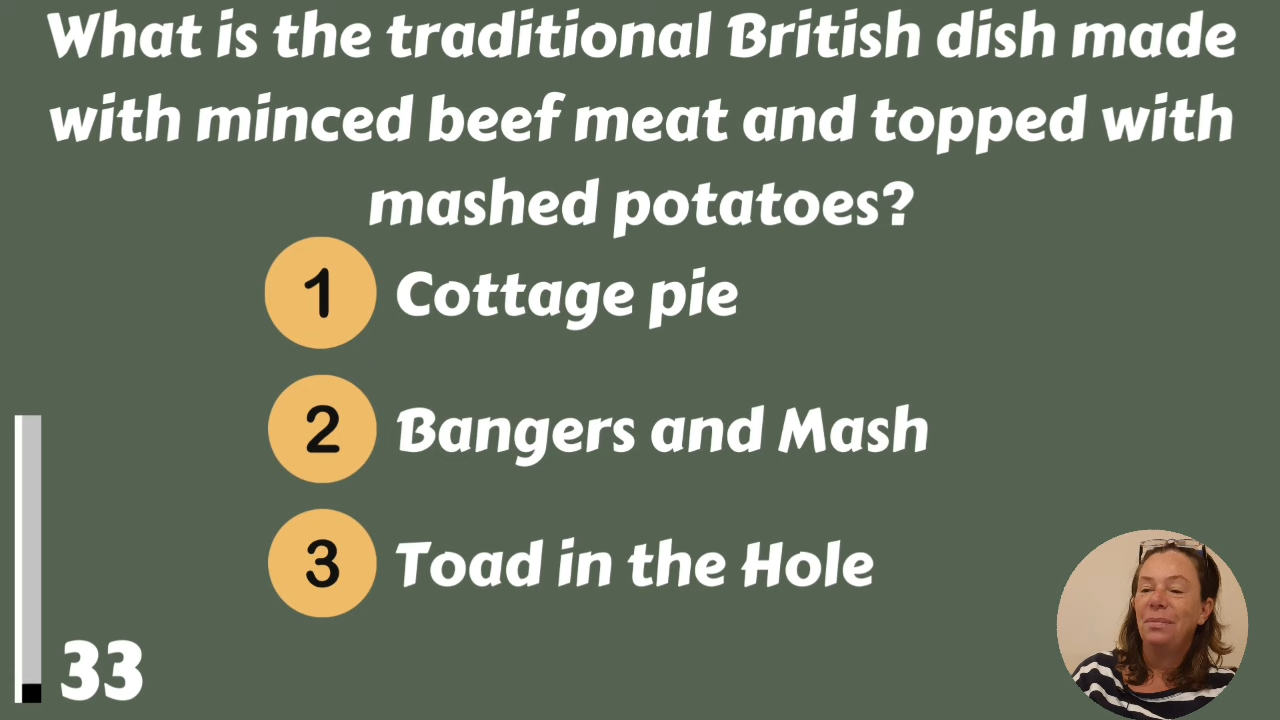 What is the traditional British dish made
with minced beef meat and topped with
mashed potatoes?
1 Cottage pie
2 Bangers and Mash
3 Toad in the Hole
33